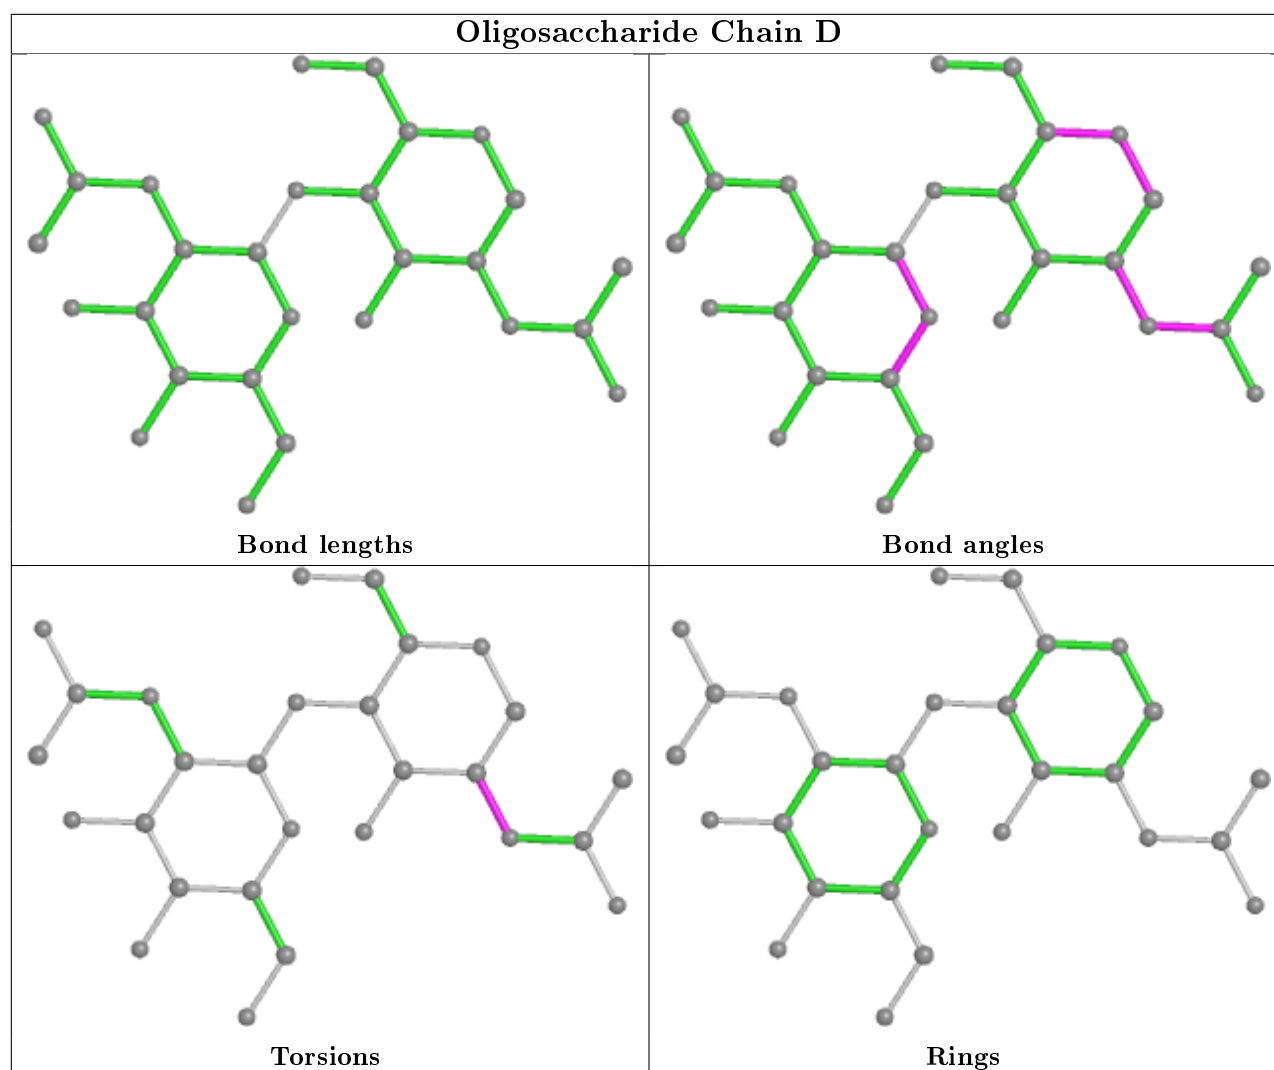 Oligosaccharide Chain D
Bond lengths
Bond angles
Torsions
Rings